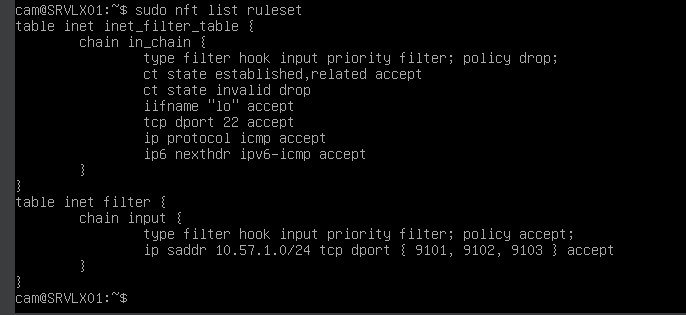 cam@SRVLX01:~$ sudo nft list ruleset
table inet inet_filter_table {
        chain in_chain {
                type filter hook input priority filter; policy drop;
                ct state established,related accept
                ct state invalid drop
                iifname "lo" accept
                tcp dport 22 accept
                ip protocol icmp accept
                ip6 nexthdr ipv6-icmp accept
        }
}
table inet filter {
        chain input {
                type filter hook input priority filter; policy accept;
                ip saddr 10.57.1.0/24 tcp dport { 9101, 9102, 9103 } accept
        }
}
cam@SRVLX01:~$